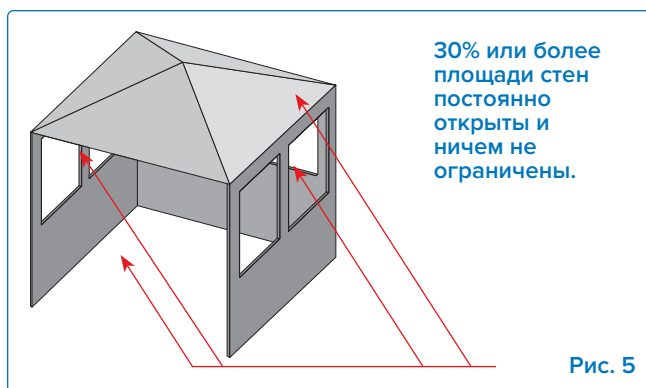 30% или более
площади стен
постоянно
открыты и
ничем не
ограничены.
Рис. 5